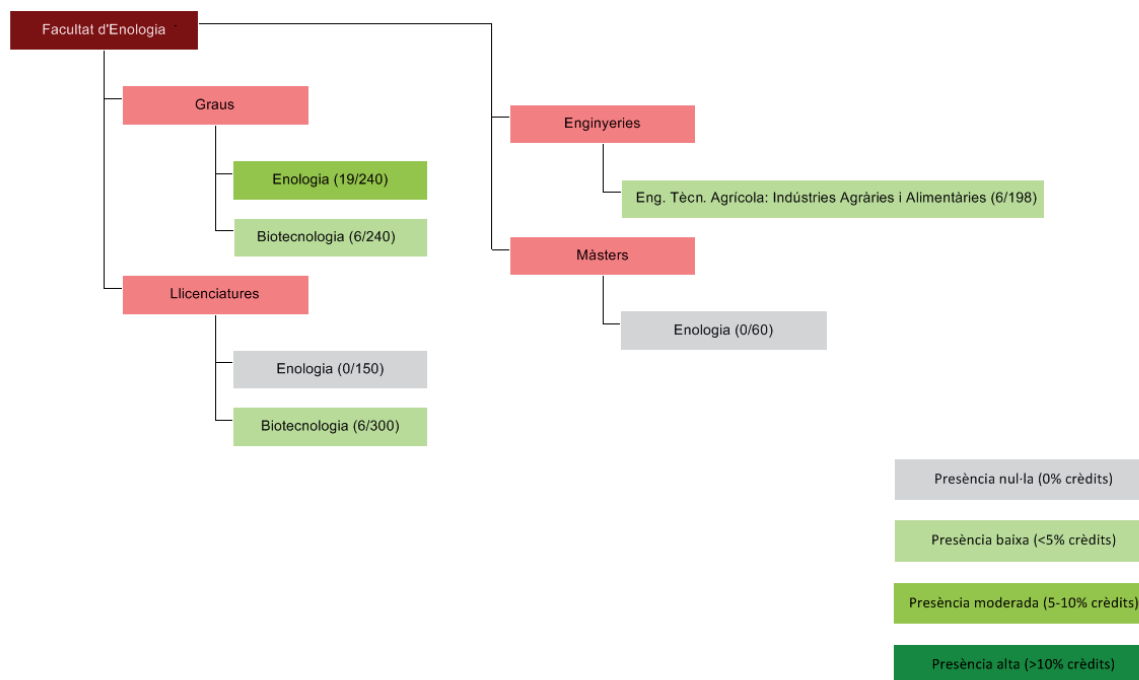 Facultat d'Enologia
Graus
Enologia (19/240)
Biotecnologia (6/240)
Llicenciatures
Enologia (0/150)
Biotecnologia (6/300)
Enginyeries
Eng. Tècn. Agrícola: Indústries Agràries i Alimentàries (6/198)
Màsters
Enologia (0/60)
Presència nul·la (0% crèdits)
Presència baixa (<5% crèdits)
Presència moderada (5-10% crèdits)
Presència alta (>10% crèdits)